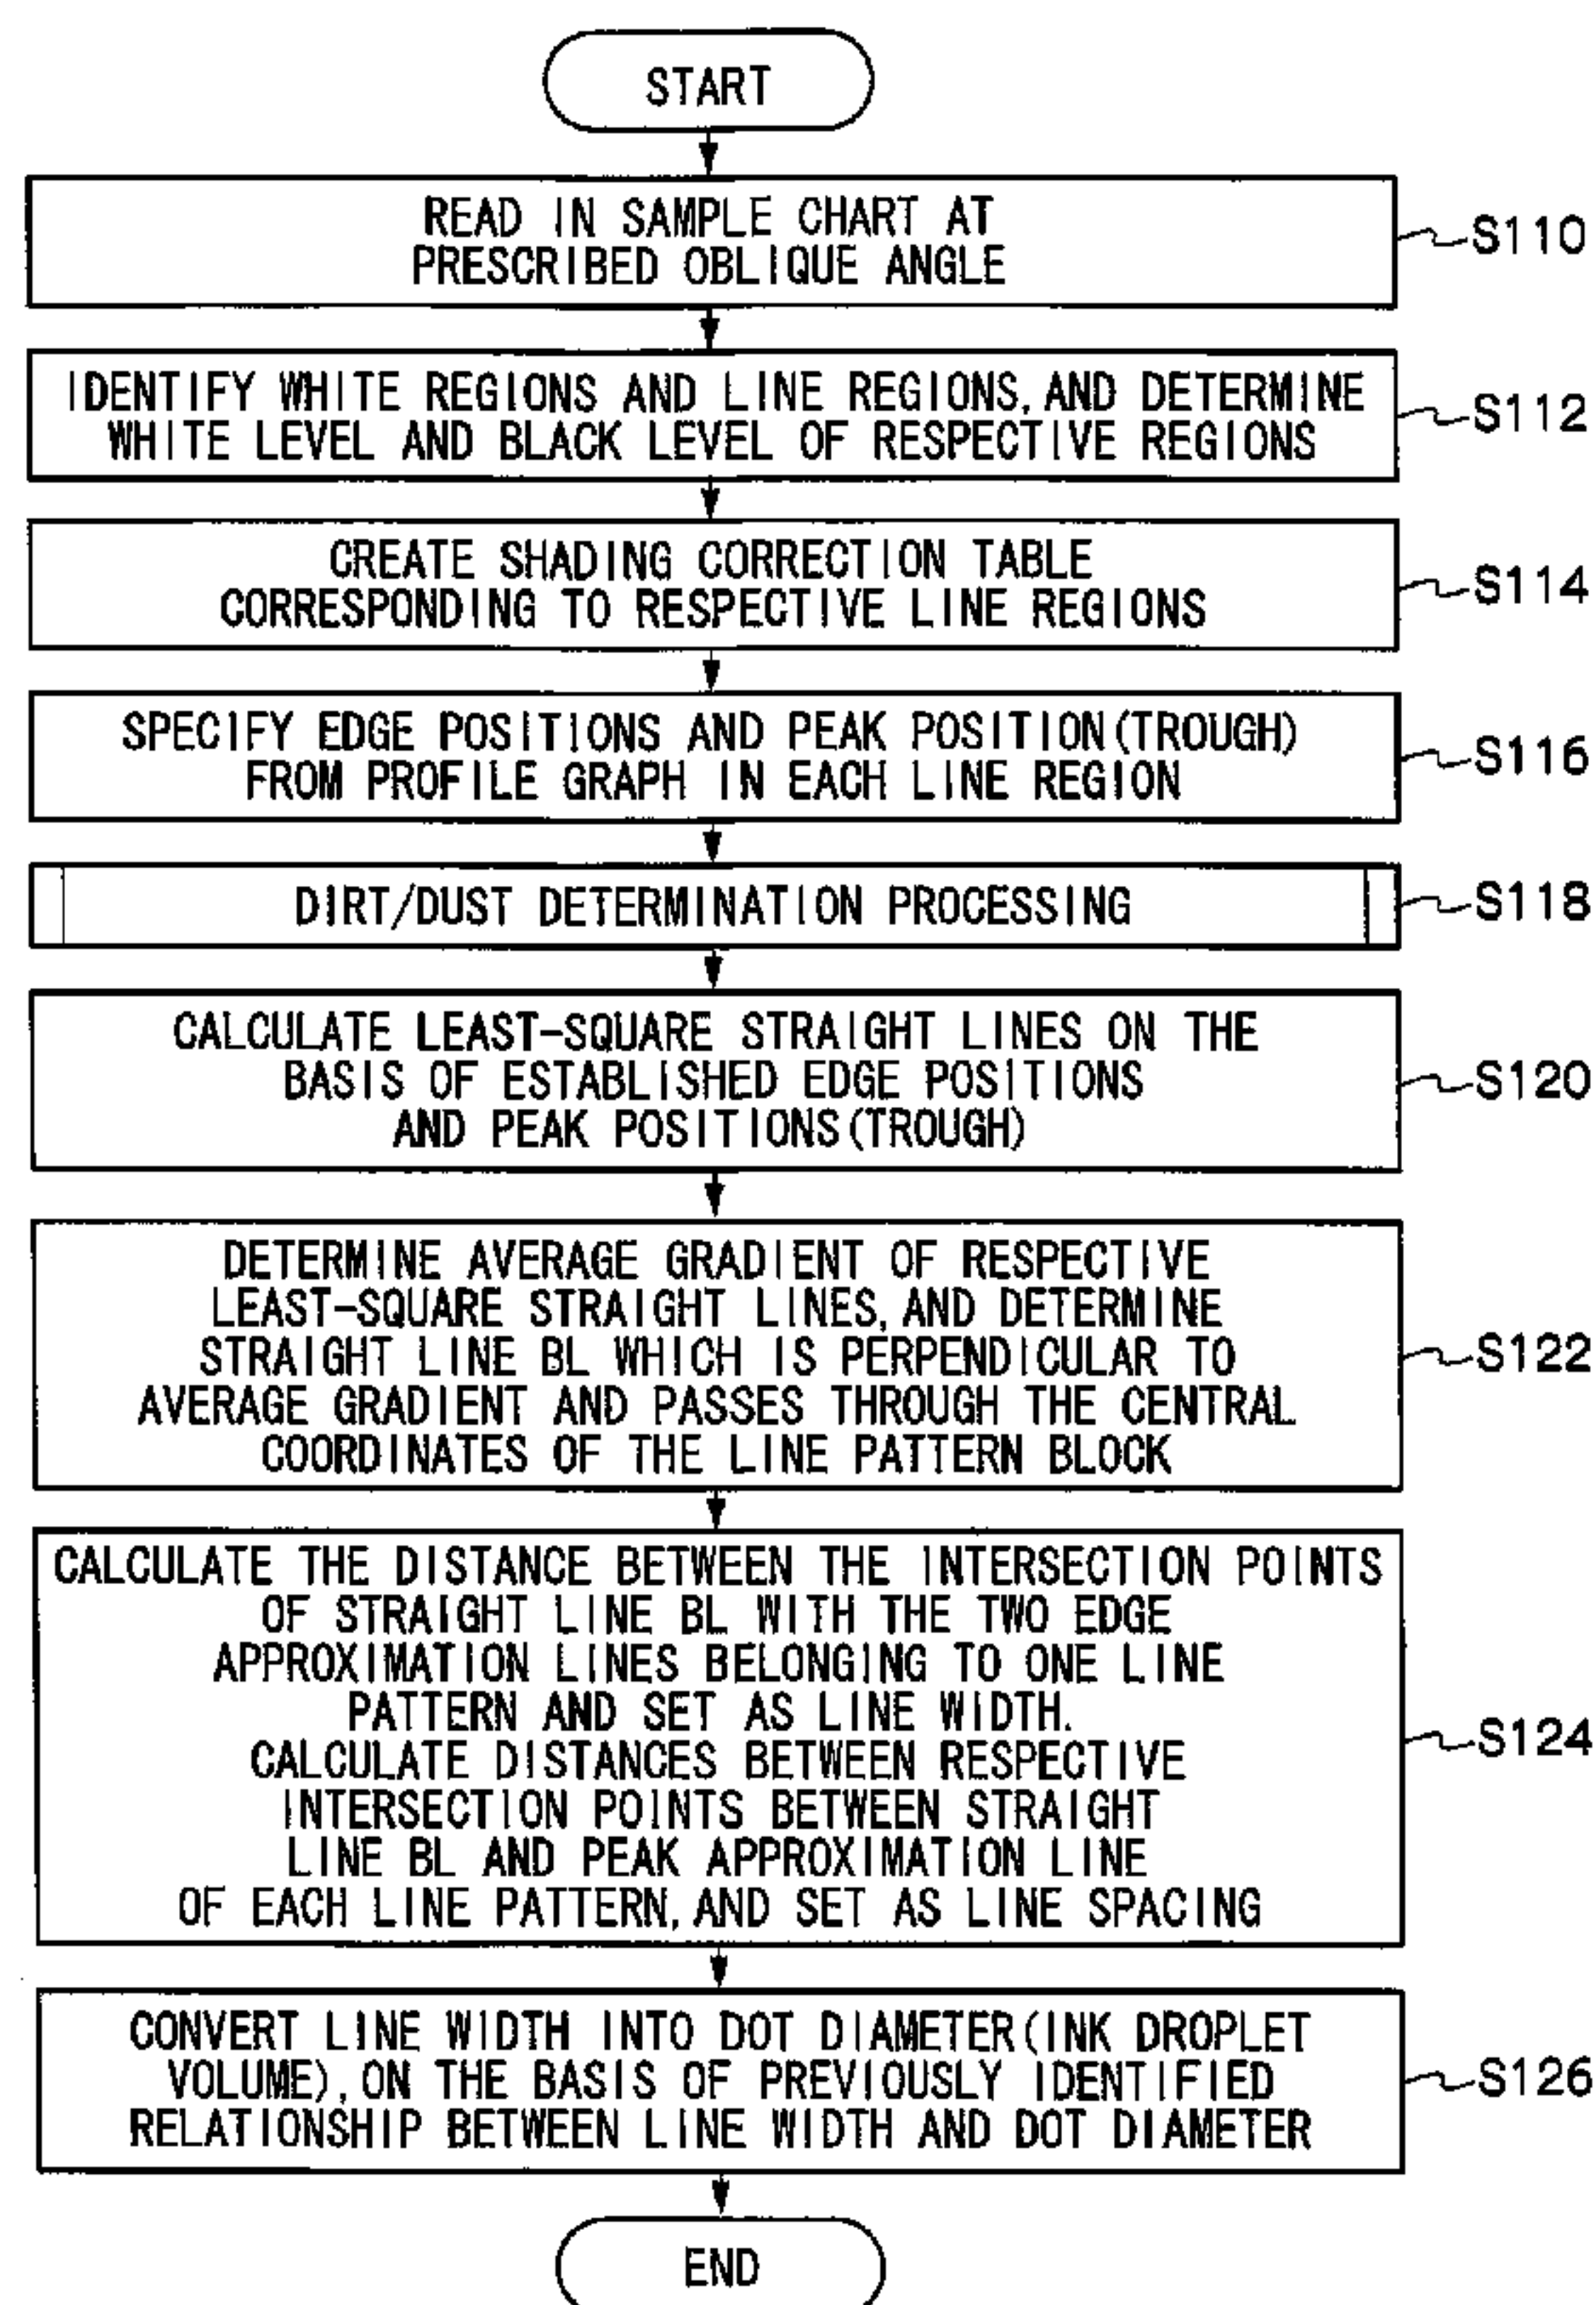 START
READ IN SAMPLE CHART AT
PRESCRIBED OBLIQUE ANGLE
S110
IDENTIFY WHITE REGIONS AND LINE REGIONS, AND DETERMINE
WHITE LEVEL AND BLACK LEVEL OF RESPECTIVE REGIONS
S112
CREATE SHADING CORRECTION TABLE
CORRESPONDING TO RESPECTIVE LINE REGIONS
S114
SPECIFY EDGE POSITIONS AND PEAK POSITION(TROUGH)
FROM PROFILE GRAPH IN EACH LINE REGION
S116
DIRT/DUST DETERMINATION PROCESSING
S118
CALCULATE LEAST-SQUARE STRAIGHT LINES ON THE
BASIS OF ESTABLISHED EDGE POSITIONS
AND PEAK POSITIONS(TROUGH)
S120
DETERMINE AVERAGE GRADIENT OF RESPECTIVE
LEAST-SQUARE STRAIGHT LINES, AND DETERMINE
STRAIGHT LINE BL WHICH IS PERPENDICULAR TO
AVERAGE GRADIENT AND PASSES THROUGH THE CENTRAL
COORDINATES OF THE LINE PATTERN BLOCK
S122
CALCULATE THE DISTANCE BETWEEN THE INTERSECTION POINTS
OF STRAIGHT LINE BL WITH THE TWO EDGE
APPROXIMATION LINES BELONGING TO ONE LINE
PATTERN AND SET AS LINE WIDTH.
CALCULATE DISTANCES BETWEEN RESPECTIVE
INTERSECTION POINTS BETWEEN STRAIGHT
LINE BL AND PEAK APPROXIMATION LINE
OF EACH LINE PATTERN, AND SET AS LINE SPACING
S124
CONVERT LINE WIDTH INTO DOT DIAMETER(INK DROPLET
VOLUME), ON THE BASIS OF PREVIOUSLY IDENTIFIED
RELATIONSHIP BETWEEN LINE WIDTH AND DOT DIAMETER
S126
END